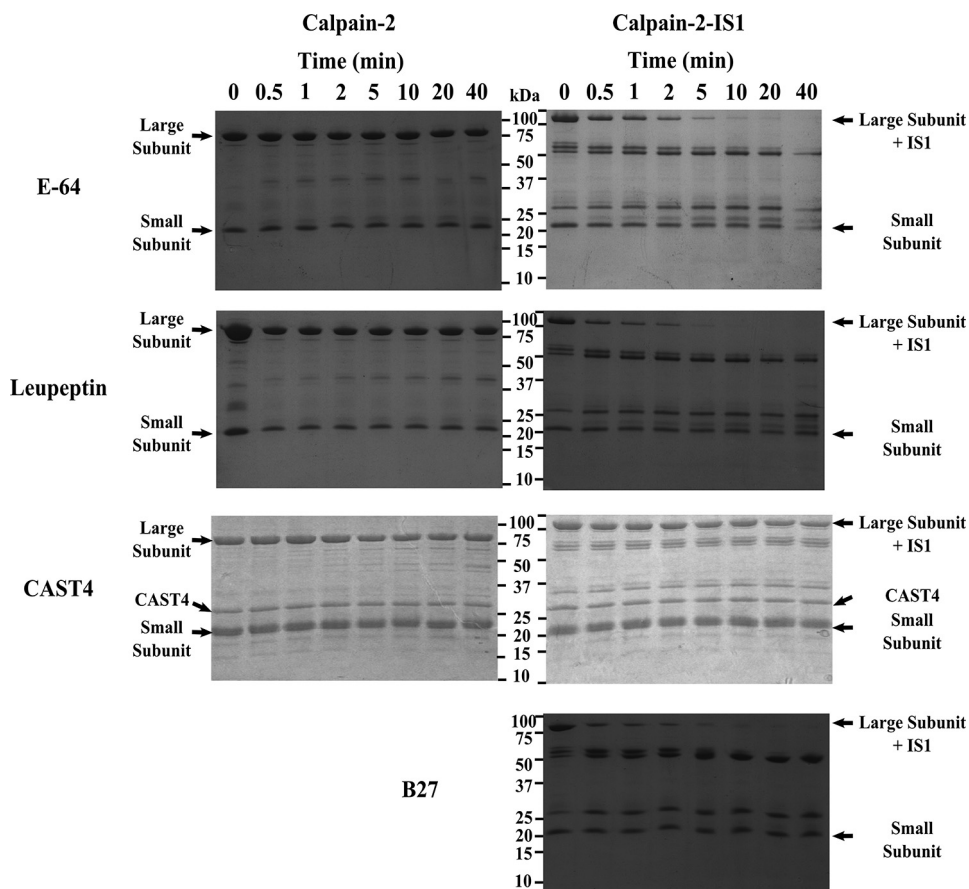 Calpain-2
Calpain-2-IS1
Time (min)
Time (min)
0 0.5 1 2 5 10 20 40
kDa
0 0.5 1 2 5 10 20 40
E-64
Large
Subunit
Small
Subunit
100
75
50
37
25
20
15
10
Large Subunit
+ IS1
Small
Subunit
Leupeptin
Large
Subunit
Small
Subunit
100
75
50
37
25
20
15
10
Large Subunit
+ IS1
Small
Subunit
CAST4
Large
Subunit
CAST4
Small
Subunit
100
75
50
37
25
20
15
10
Large Subunit
+ IS1
CAST4
Small
Subunit
B27
100
75
50
37
25
20
15
10
Large Subunit
+ IS1
Small
Subunit